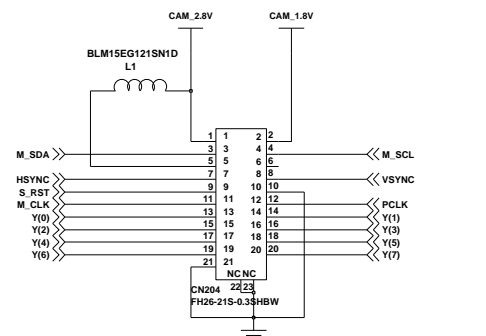 CAM_2.8V CAM_1.8V
BLM15EG121SN1D
L1
1 1 2 2
M_SDA 3 3 4 4 M_SCL
5 5 6 6
HSYNC 7 7 8 8 VSYNC
S_RST 9 9 10 10
M_CLK 11 11 12 12 PCLK
Y(0) 13 13 14 14 Y(1)
Y(2) 15 15 16 16 Y(3)
Y(4) 17 17 18 18 Y(5)
Y(6) 19 19 20 20 Y(7)
21 21
NC NC
CN204 22 23
FH26-21S-0.3SHBW